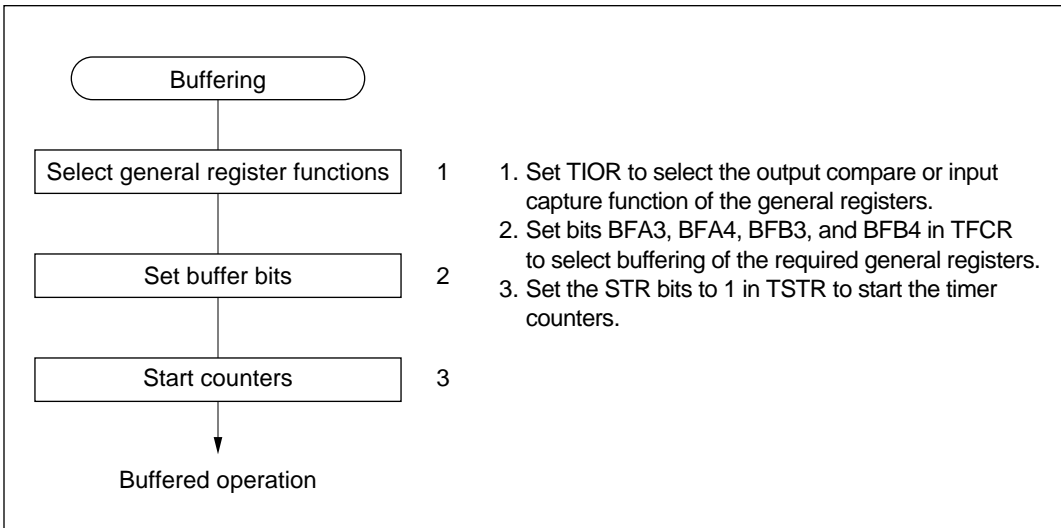 Buffering
Select general register functions 1
Set buffer bits 2
Start counters 3
Buffered operation
1. Set TIOR to select the output compare or input
capture function of the general registers.
2. Set bits BFA3, BFA4, BFB3, and BFB4 in TFCR
to select buffering of the required general registers.
3. Set the STR bits to 1 in TSTR to start the timer
counters.